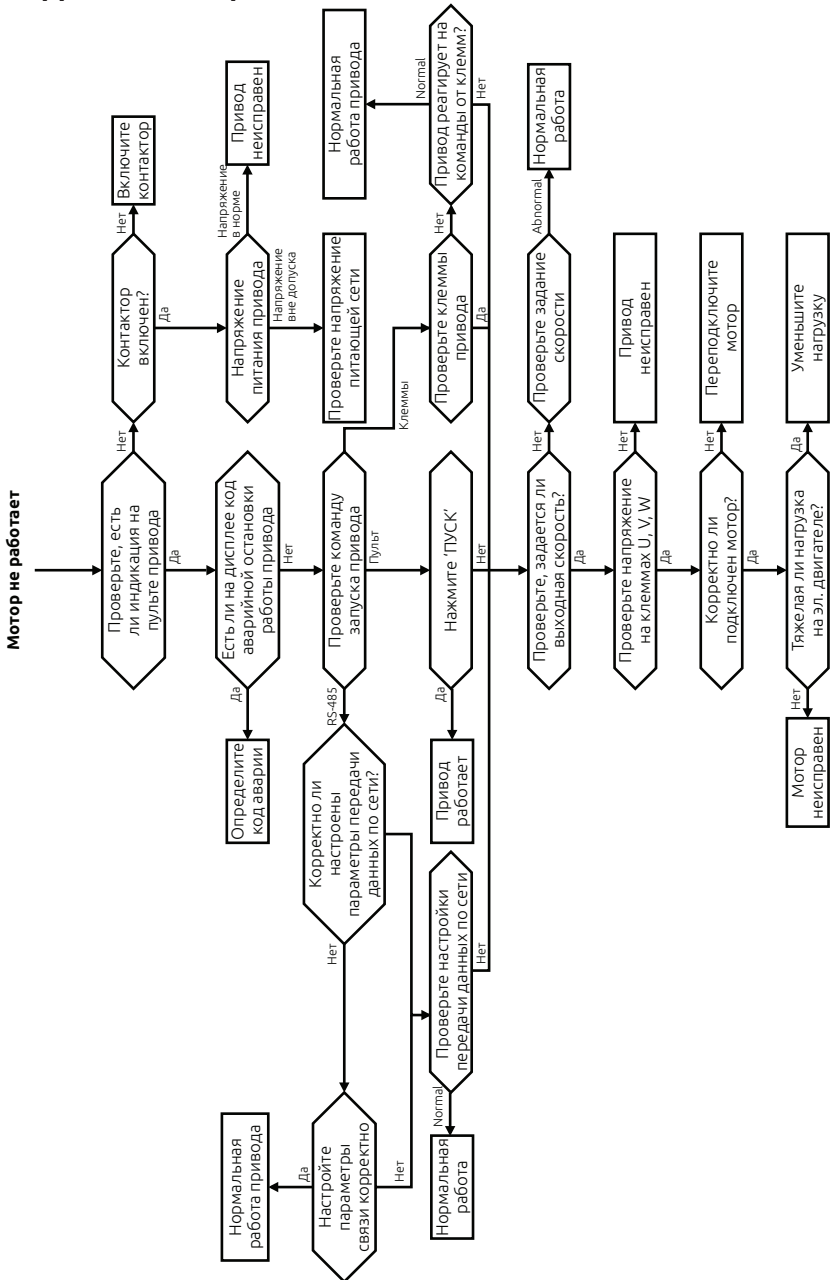 Мотор не работает
Проверьте, есть
ли индикация на
пульте привода
Нет
Контактор
включен?
Нет
Включите
контактор
Да
Напряжение
питания привода
Напряжение
в норме
Привод
неисправен
Напряжение
вне допуска
Проверьте напряжение
питающей сети
Да
Есть ли на дисплее код
аварийной остановки
работы привода
Да
Определите
код аварии
Нет
Проверьте команду
запуска привода
RS-485
Корректно ли
настроены
параметры передачи
данных по сети?
Нет
Настройте
параметры
связи корректно
Да
Нормальная
работа привода
Нет
Проверьте настройки
передачи данных по сети
Normal
Нормальная
работа
Нет
Пульт
Нажмите ‘ПУСК’
Да
Привод
работает
Нет
Клеммы
Проверьте клеммы
привода
Нет
Привод реагирует на
команды от клемм?
Normal
Нормальная
работа привода
Нет
Да
Проверьте, задается ли
выходная скорость?
Нет
Проверьте задание
скорости
Abnormal
Нормальная
работа
Да
Проверьте напряжение
на клеммах U, V, W
Нет
Привод
неисправен
Да
Корректно ли
подключен мотор?
Нет
Переподключите
мотор
Да
Тяжелая ли нагрузка
на эл. двигателе?
Да
Уменьшите
нагрузку
Нет
Мотор
неисправен